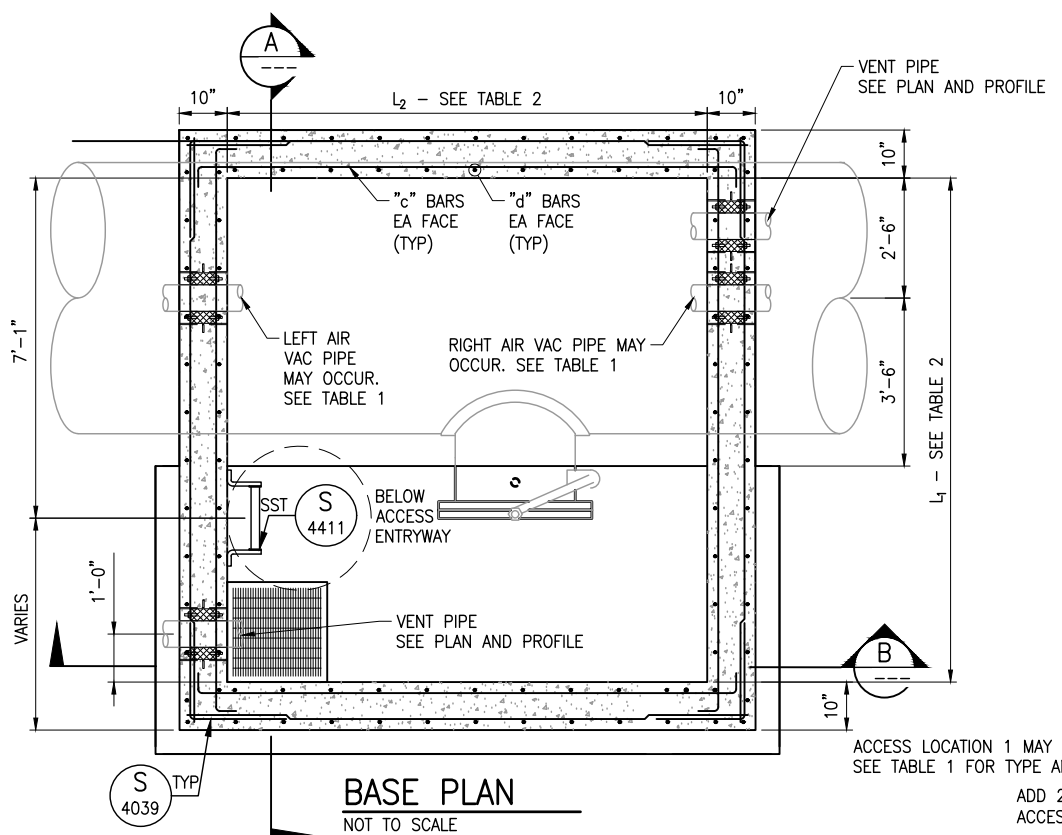 A
---
10"
L2 – SEE TABLE 2
10"
VENT PIPE
SEE PLAN AND PROFILE
10"
"c" BARS
EA FACE
(TYP)
"d" BARS
EA FACE
(TYP)
2'-6"
7'-1"
LEFT AIR
VAC PIPE
MAY OCCUR.
SEE TABLE 1
RIGHT AIR VAC PIPE MAY
OCCUR. SEE TABLE 1
3'-6"
L1 – SEE TABLE 2
SST
S
4411
BELOW
ACCESS
ENTRYWAY
VARIES
1'-0"
VENT PIPE
SEE PLAN AND PROFILE
B
---
10"
S
4039
TYP
BASE PLAN
NOT TO SCALE
ACCESS LOCATION 1 MAY
SEE TABLE 1 FOR TYPE
ADD 2
ACCES